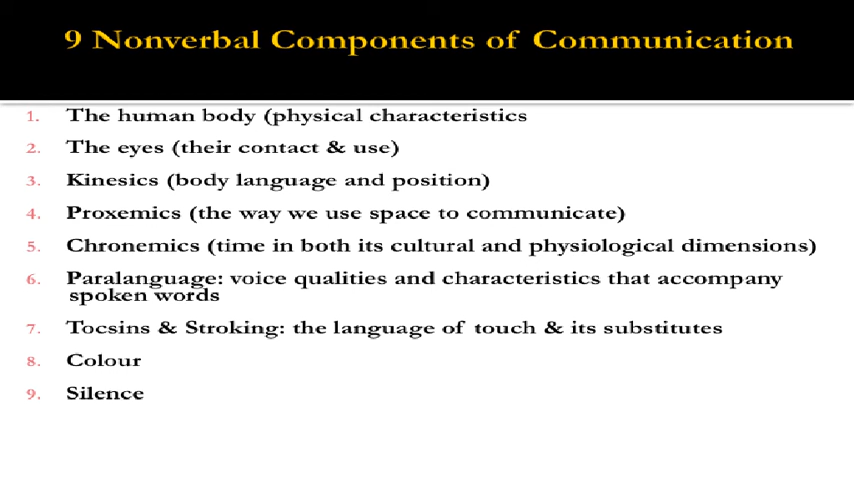 9 Nonverbal Components of Communication
1. The human body (physical characteristics
2. The eyes (their contact & use)
3. Kinesics (body language and position)
4. Proxemics (the way we use space to communicate)
5. Chronemics (time in both its cultural and physiological dimensions)
6. Paralanguage: voice qualities and characteristics that accompany
spoken words
7. Tocsins & Stroking: the language of touch & its substitutes
8. Colour
9. Silence